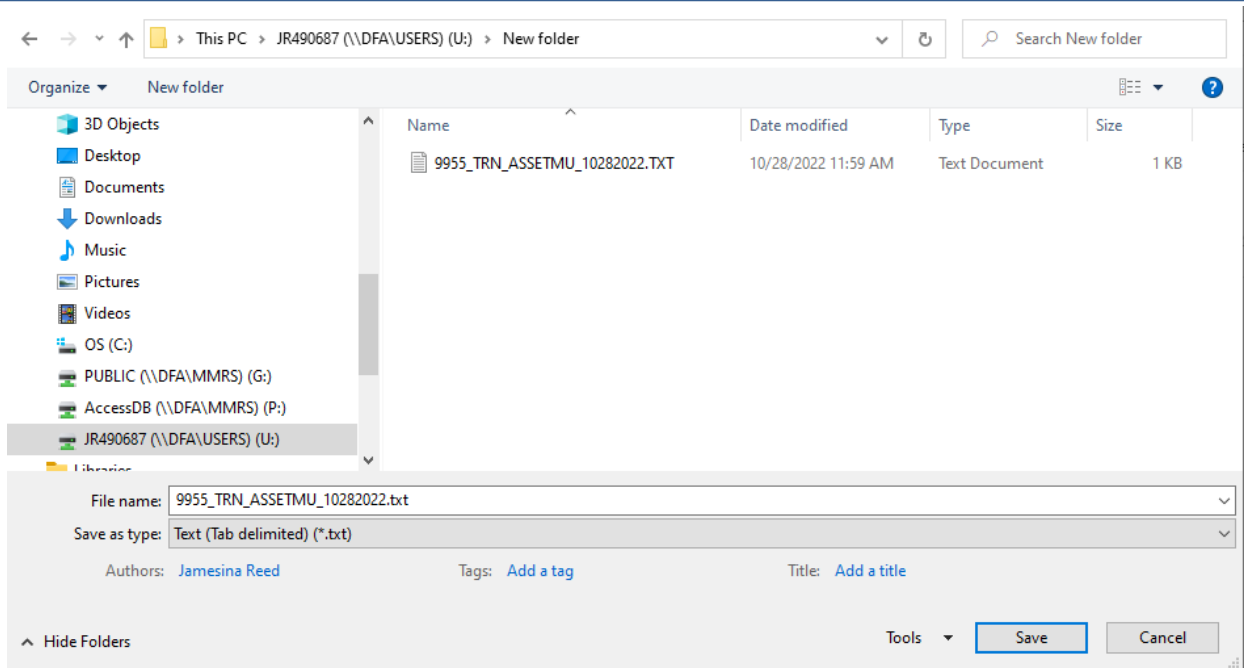 This PC > JR490687 (\\DFA\USERS) (U:) > New folder
Search New folder
Organize
New folder
?
3D Objects
Desktop
Documents
Downloads
Music
Pictures
Videos
OS (C:)
PUBLIC (\\DFA\MMRS) (G:)
AccessDB (\\DFA\MMRS) (P:)
JR490687 (\\DFA\USERS) (U:)
Libraries
Name Date modified Type Size
9955_TRN_ASSETMU_10282022.TXT 10/28/2022 11:59 AM Text Document 1 KB
File name: 9955_TRN_ASSETMU_10282022.txt
Save as type: Text (Tab delimited) (*.txt)
Authors: Jamesina Reed Tags: Add a tag Title: Add a title
Hide Folders
Tools Save Cancel